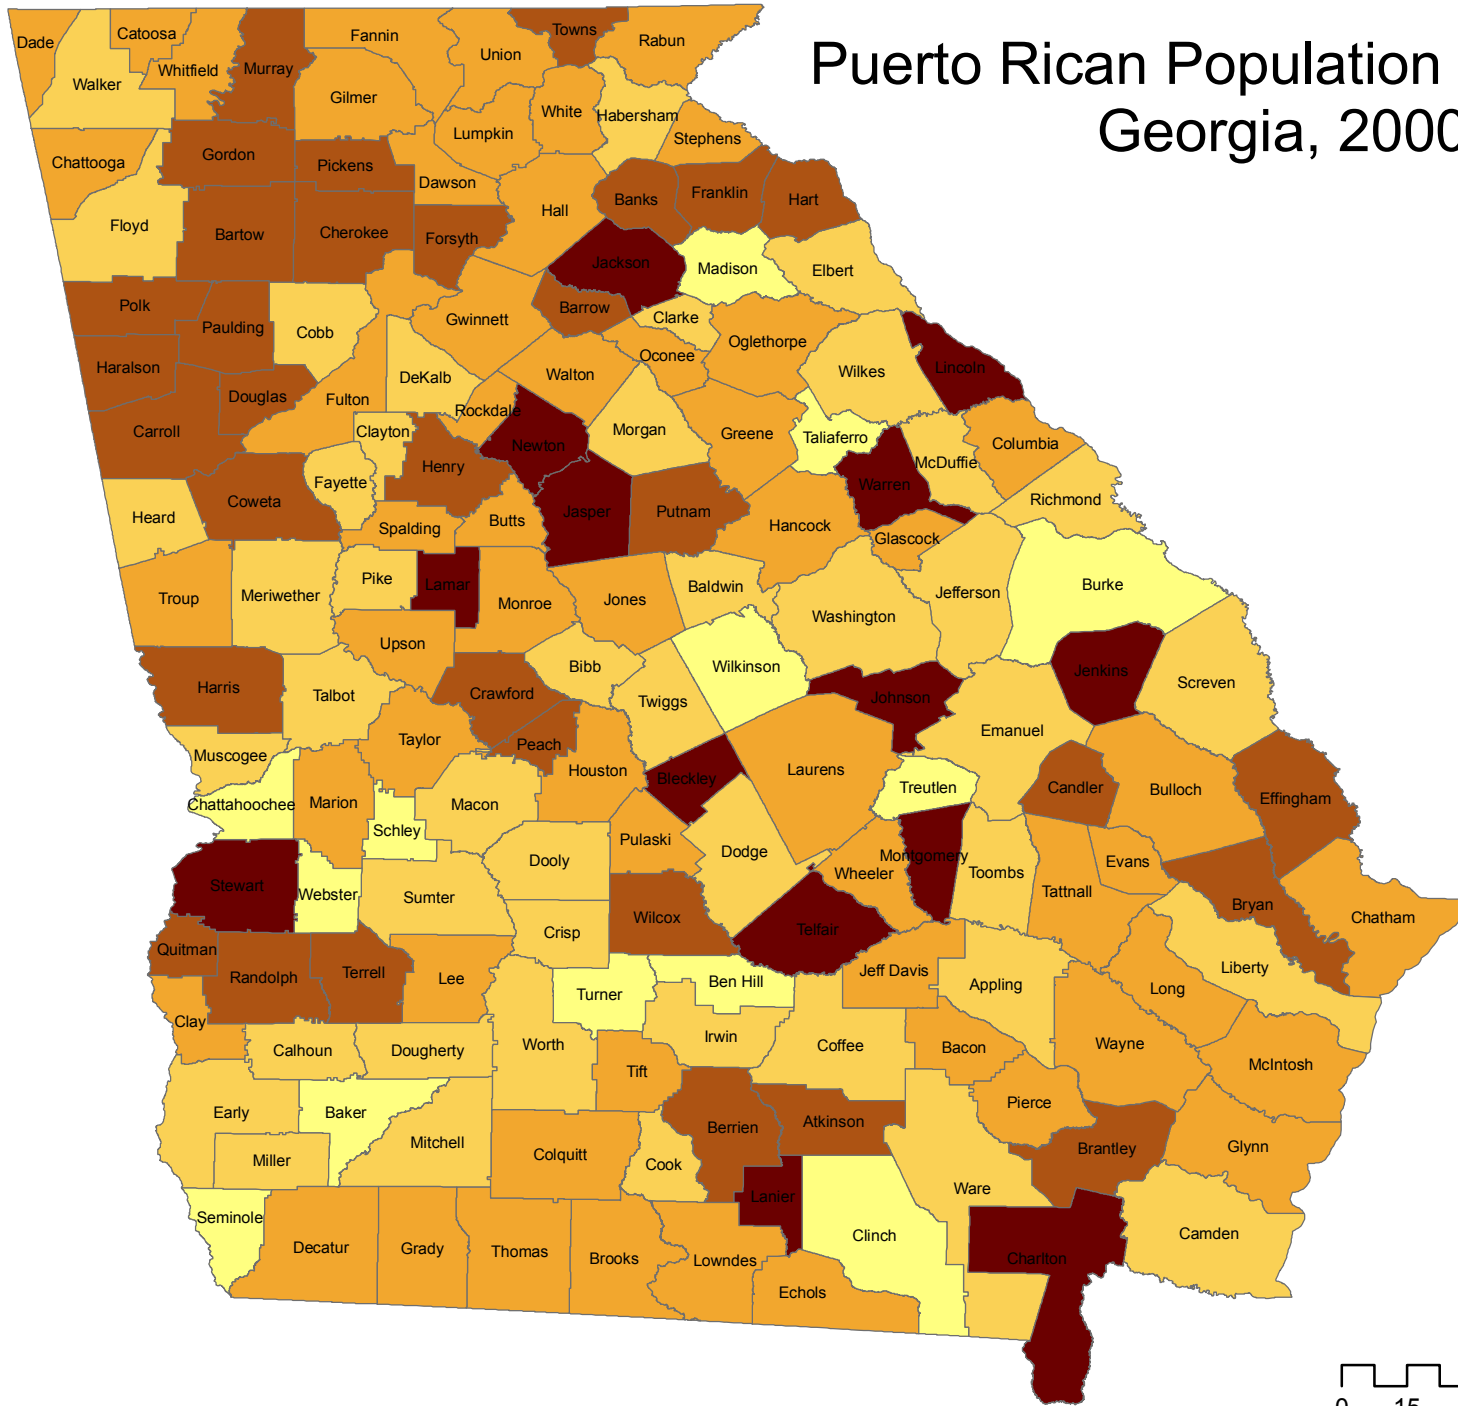 Puerto Rican Population
Georgia, 2000
Dade
Catoosa
Whitfield
Murray
Fannin
Union
Towns
Rabun
Walker
Gilmer
White
Habersham
Lumpkin
Stephens
Chattooga
Gordon
Pickens
Dawson
Hall
Banks
Franklin
Hart
Floyd
Bartow
Cherokee
Forsyth
Jackson
Madison
Elbert
Polk
Paulding
Cobb
Gwinnett
Barrow
Clarke
Oglethorpe
Oconee
Haralson
Douglas
Fulton
DeKalb
Walton
Wilkes
Lincoln
Rockdale
Carroll
Clayton
Henry
Newton
Morgan
Greene
Taliaferro
Columbia
McDuffie
Coweta
Fayette
Warren
Richmond
Heard
Spalding
Butts
Jasper
Putnam
Hancock
Glascock
Troup
Meriwether
Pike
Lamar
Monroe
Jones
Baldwin
Washington
Jefferson
Burke
Upson
Bibb
Wilkinson
Harris
Talbot
Crawford
Twiggs
Johnson
Jenkins
Screven
Muscogee
Taylor
Peach
Houston
Bleckley
Laurens
Emanuel
Treutlen
Candler
Bulloch
Effingham
Chattahoochee
Marion
Macon
Schley
Dooly
Pulaski
Dodge
Wheeler
Montgomery
Toombs
Evans
Tattnall
Stewart
Webster
Sumter
Bryan
Chatham
Crisp
Wilcox
Telfair
Quitman
Randolph
Terrell
Lee
Turner
Ben Hill
Jeff Davis
Appling
Long
Liberty
Clay
Calhoun
Dougherty
Worth
Irwin
Coffee
Bacon
Wayne
McIntosh
Tift
Early
Baker
Mitchell
Berrien
Atkinson
Pierce
Miller
Colquitt
Cook
Brantley
Glynn
Lanier
Ware
Seminole
Decatur
Grady
Thomas
Brooks
Lowndes
Clinch
Camden
Echols
Charlton
0 15